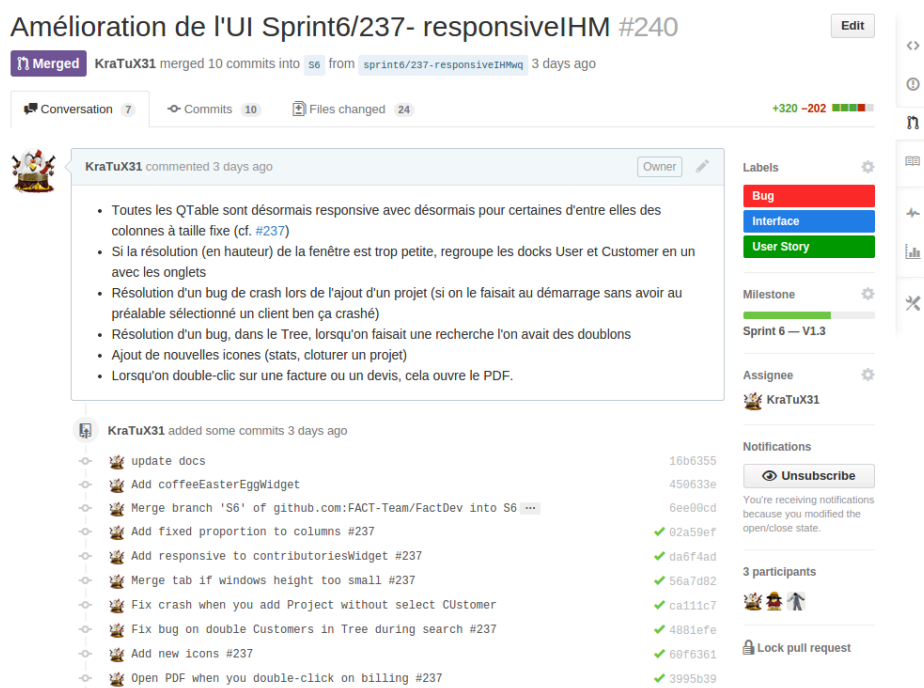 Amélioration de l'UI Sprint6/237- responsiveIHM #240
Edit
Merged KraTuX31 merged 10 commits into S6 from sprint6/237-responsiveIHMwq 3 days ago
Conversation 7 Commits 10 Files changed 24 +320 −202
KraTuX31 commented 3 days ago Owner
Toutes les QTable sont désormais responsive avec désormais pour certaines d'entre elles des
colonnes à taille fixe (cf. #237)
Si la résolution (en hauteur) de la fenêtre est trop petite, regroupe les docks User et Customer en un
avec les onglets
Résolution d'un bug de crash lors de l'ajout d'un projet (si on le faisait au démarrage sans avoir au
préalable sélectionné un client ben ça crashé)
Résolution d'un bug, dans le Tree, lorsqu'on faisait une recherche l'on avait des doublons
Ajout de nouvelles icones (stats, cloturer un projet)
Lorsqu'on double-clic sur une facture ou un devis, cela ouvre le PDF.
KraTuX31 added some commits 3 days ago
update docs 16b6355
Add coffeeEasterEggWidget 450633e
Merge branch 'S6' of github.com:FACT-Team/FactDev into S6 … 6ee00cd
Add fixed proportion to columns #237 02a59ef
Add responsive to contributoriesWidget #237 da6f4ad
Merge tab if windows height too small #237 56a7d82
Fix crash when you add Project without select CUstomer ca111c7
Fix bug on double Customers in Tree during search #237 4881efe
Add new icons #237 60f6361
Open PDF when you double-click on billing #237 3995b39
Labels
Bug
Interface
User Story
Milestone
Sprint 6 — V1.3
Assignee
KraTuX31
Notifications
Unsubscribe
You're receiving notifications
because you modified the
open/close state.
3 participants
Lock pull request